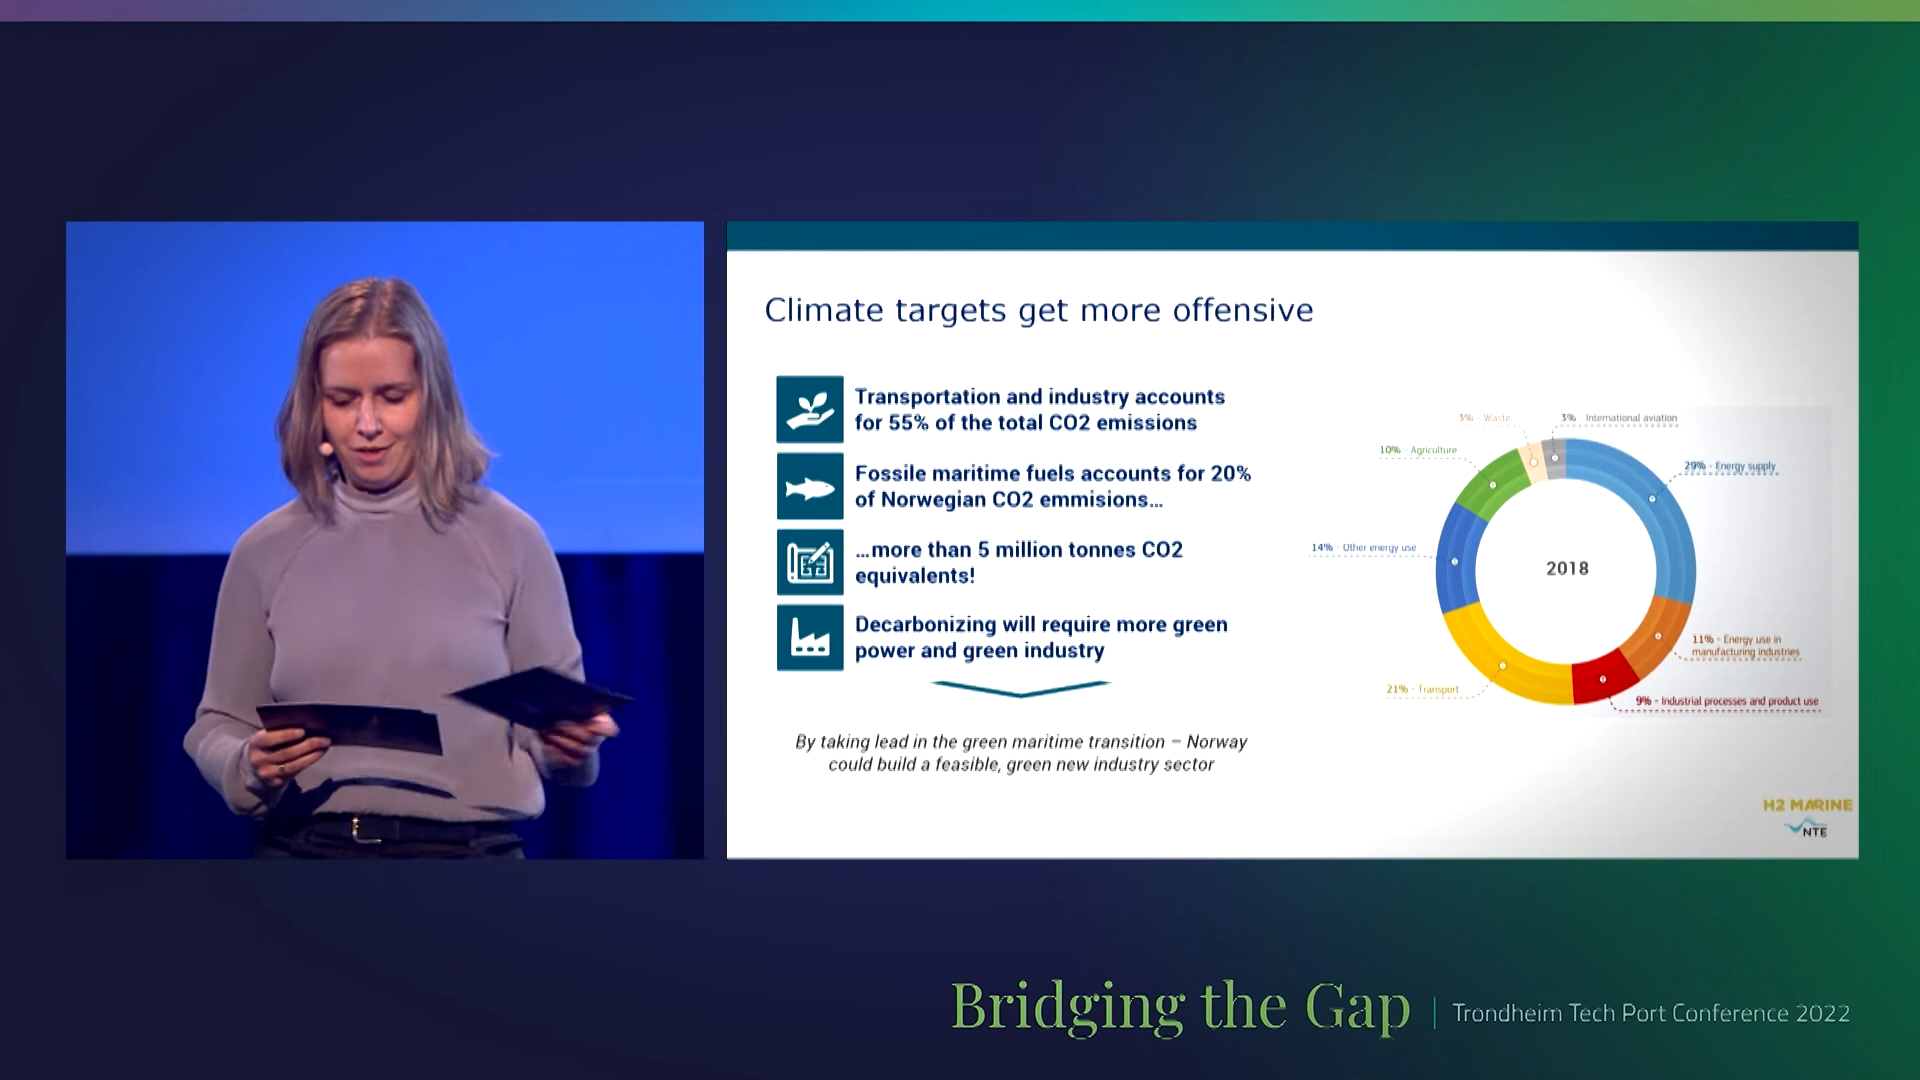 Climate targets get more offensive
Transportation and industry accounts
for 55% of the total CO2 emissions
Fossile maritime fuels accounts for 20%
of Norwegian CO2 emmisions...
...more than 5 million tonnes CO2
equivalents!
Decarbonizing will require more green
power and green industry
By taking lead in the green maritime transition – Norway
could build a feasible, green new industry sector
3% - Waste
3% - International aviation
10% - Agriculture
29% - Energy supply
14% - Other energy use
2018
11% - Energy use in
manufacturing industries
21% - Transport
9% - Industrial processes and product use
H2 MARINE
NTE
Bridging the Gap | Trondheim Tech Port Conference 2022